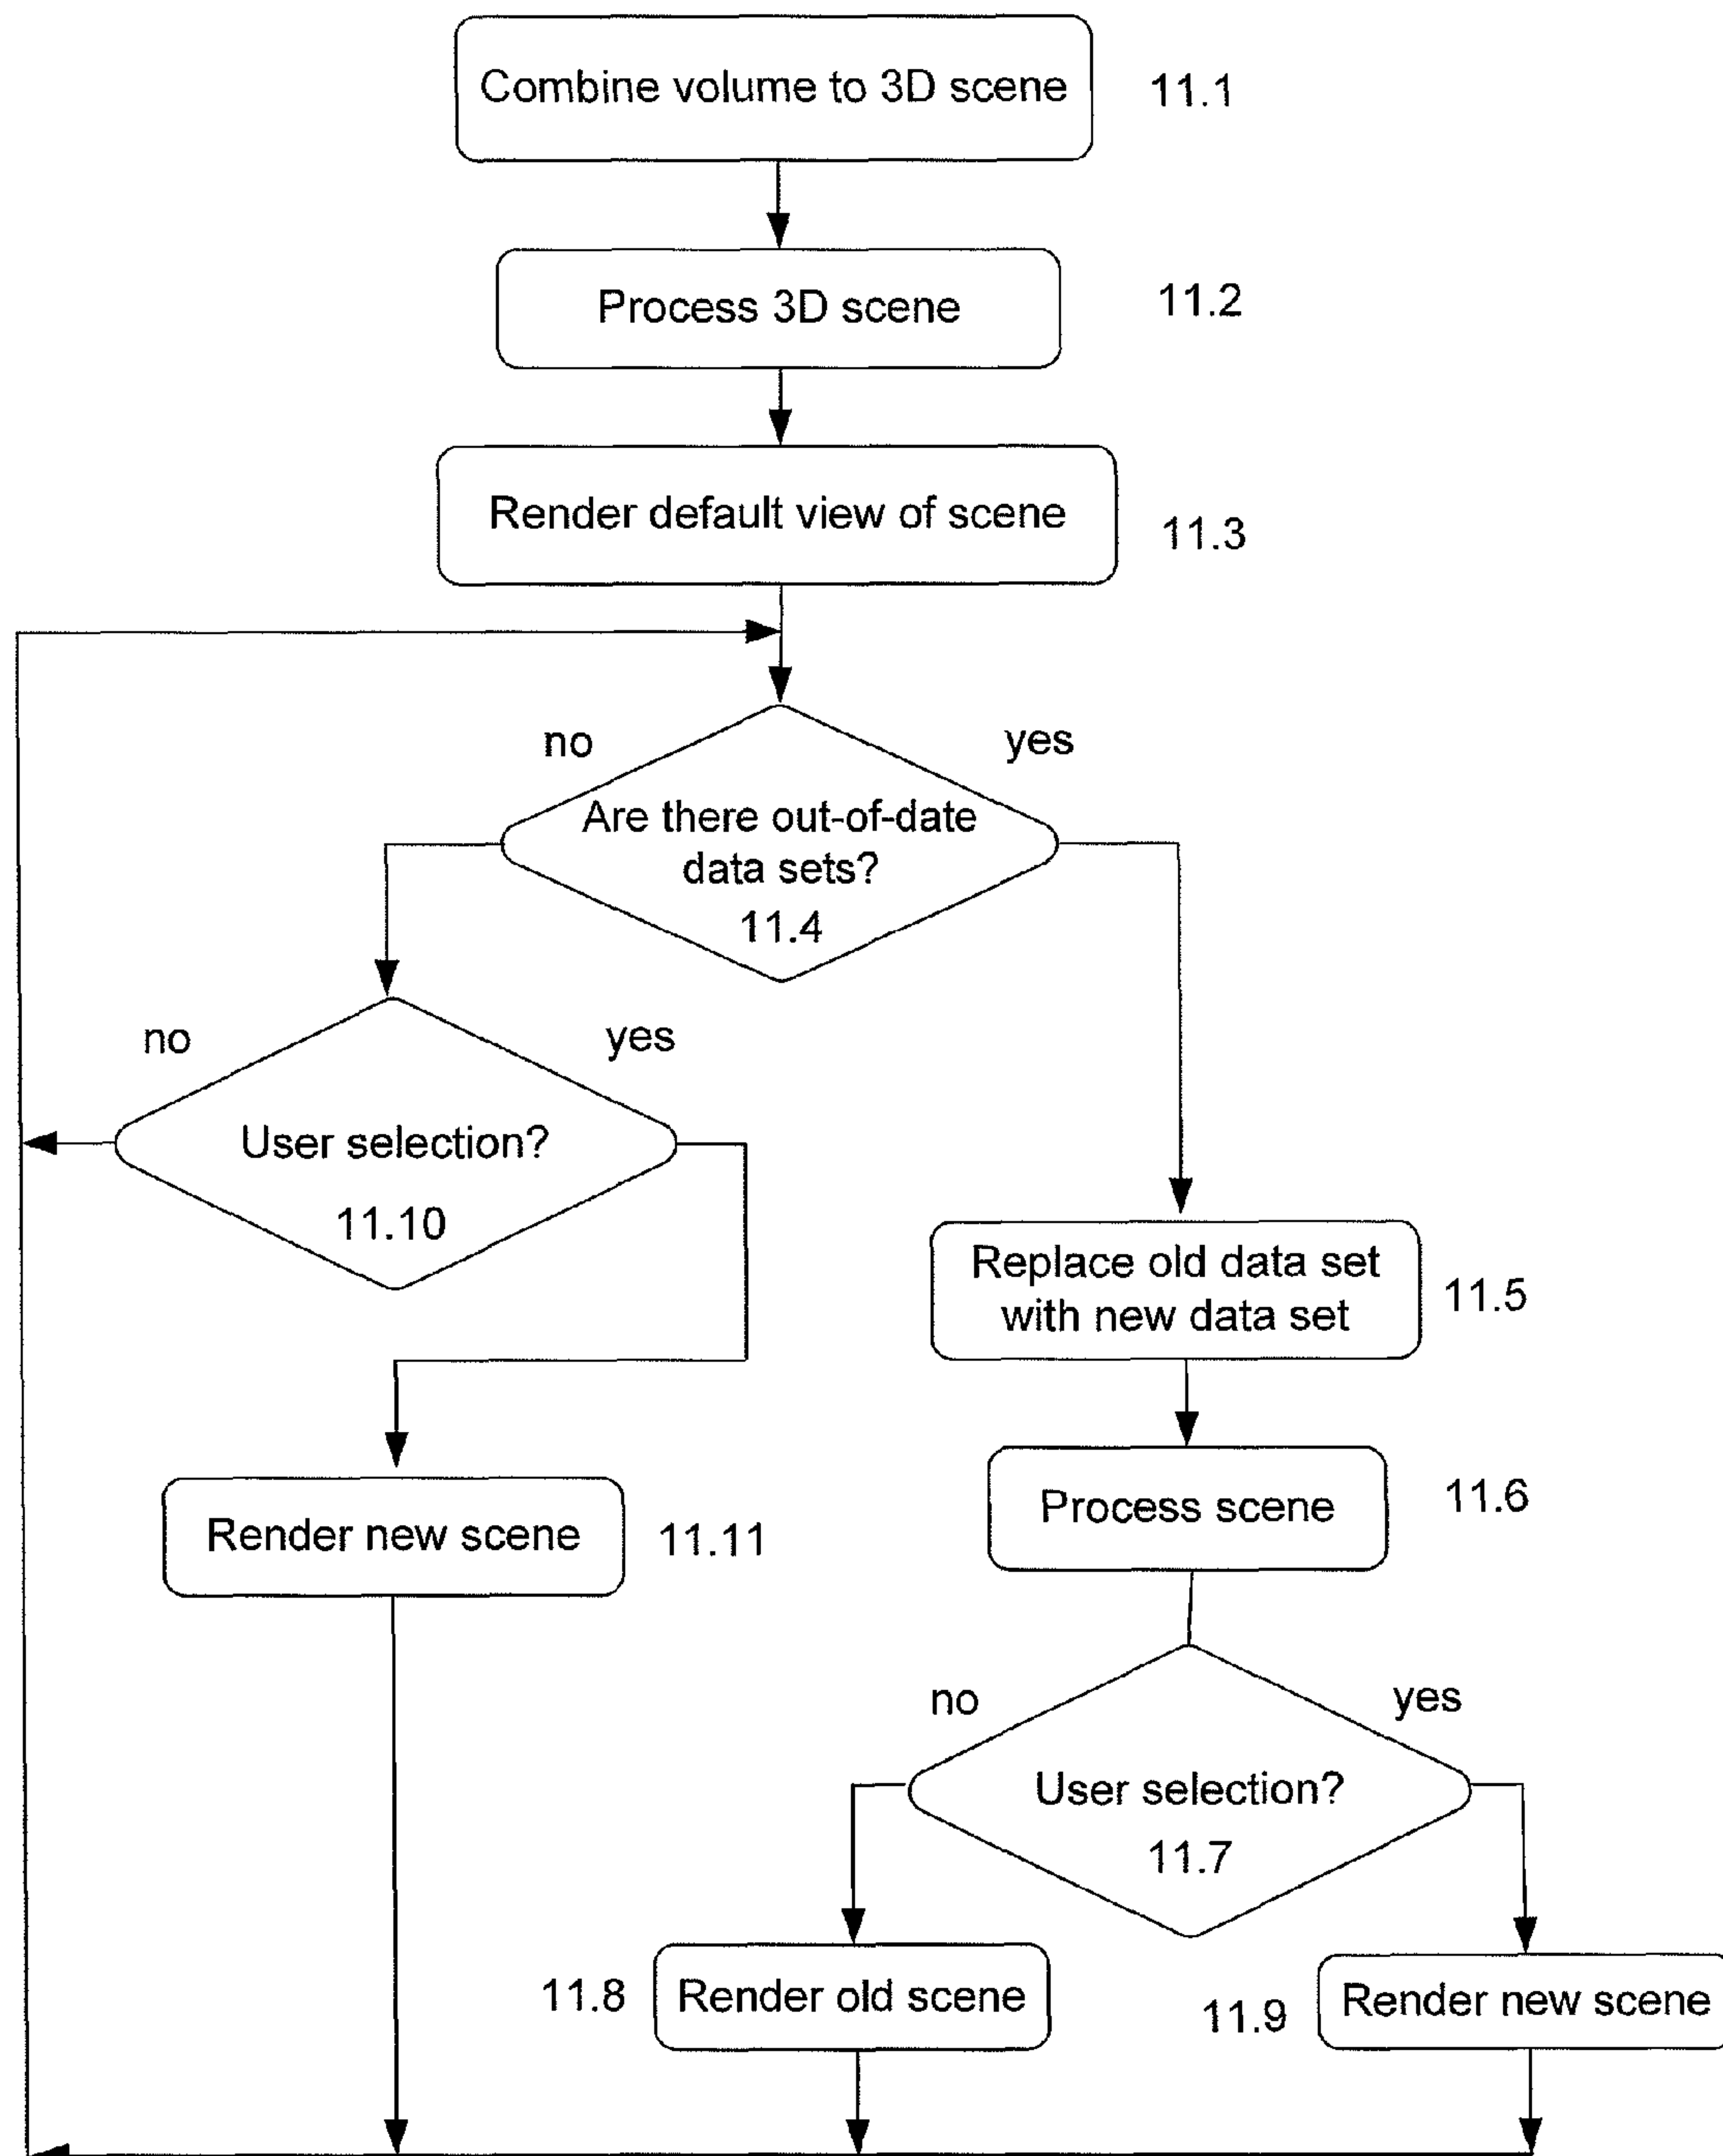 Combine volume to 3D scene
11.1
Process 3D scene
11.2
Render default view of scene
11.3
no
yes
Are there out-of-date
data sets?
11.4
no
yes
User selection?
11.10
Replace old data set
with new data set
11.5
Process scene
11.6
Render new scene
11.11
no
yes
User selection?
11.7
11.8
Render old scene
11.9
Render new scene